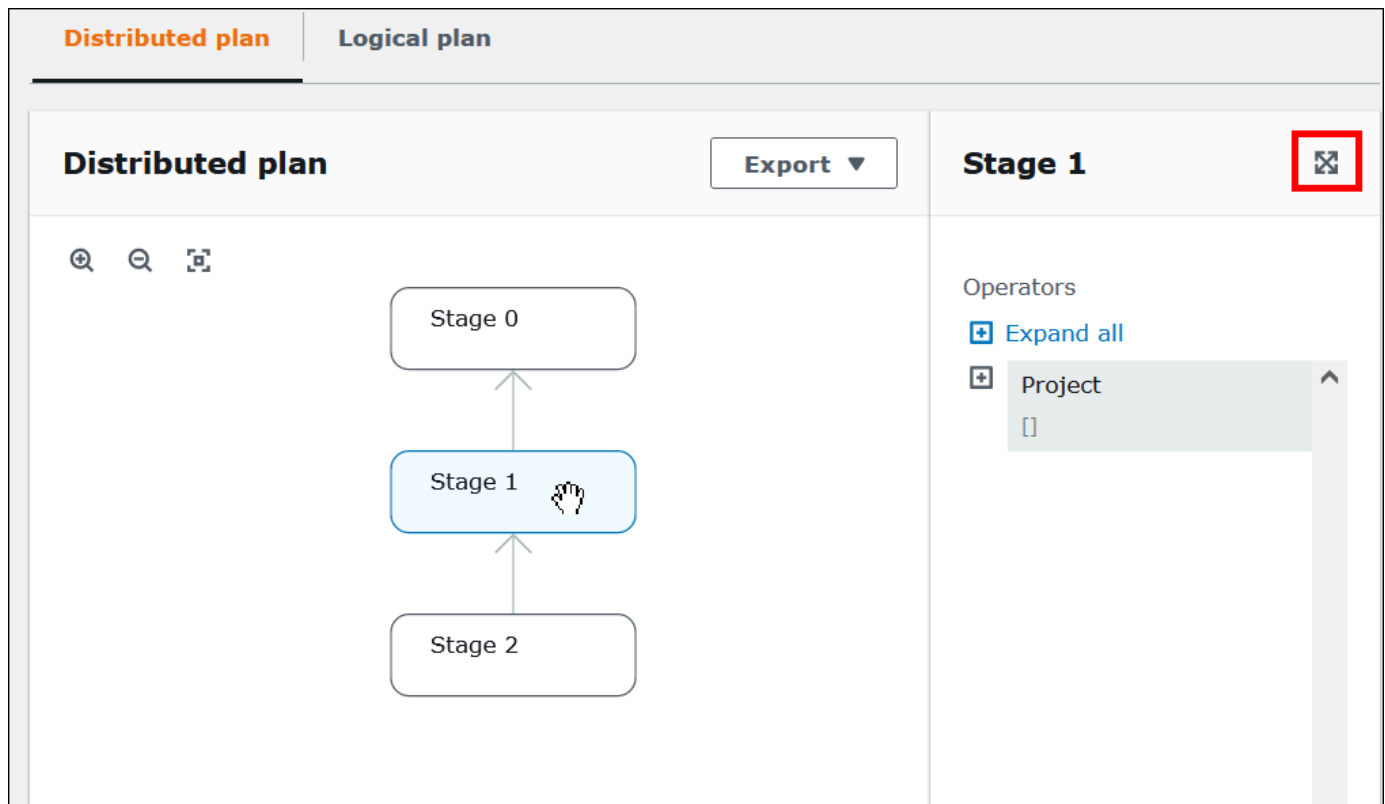 Distributed plan
Logical plan
Distributed plan
Export
Stage 1
Stage 0
Stage 1
Stage 2
Operators
Expand all
Project
[]